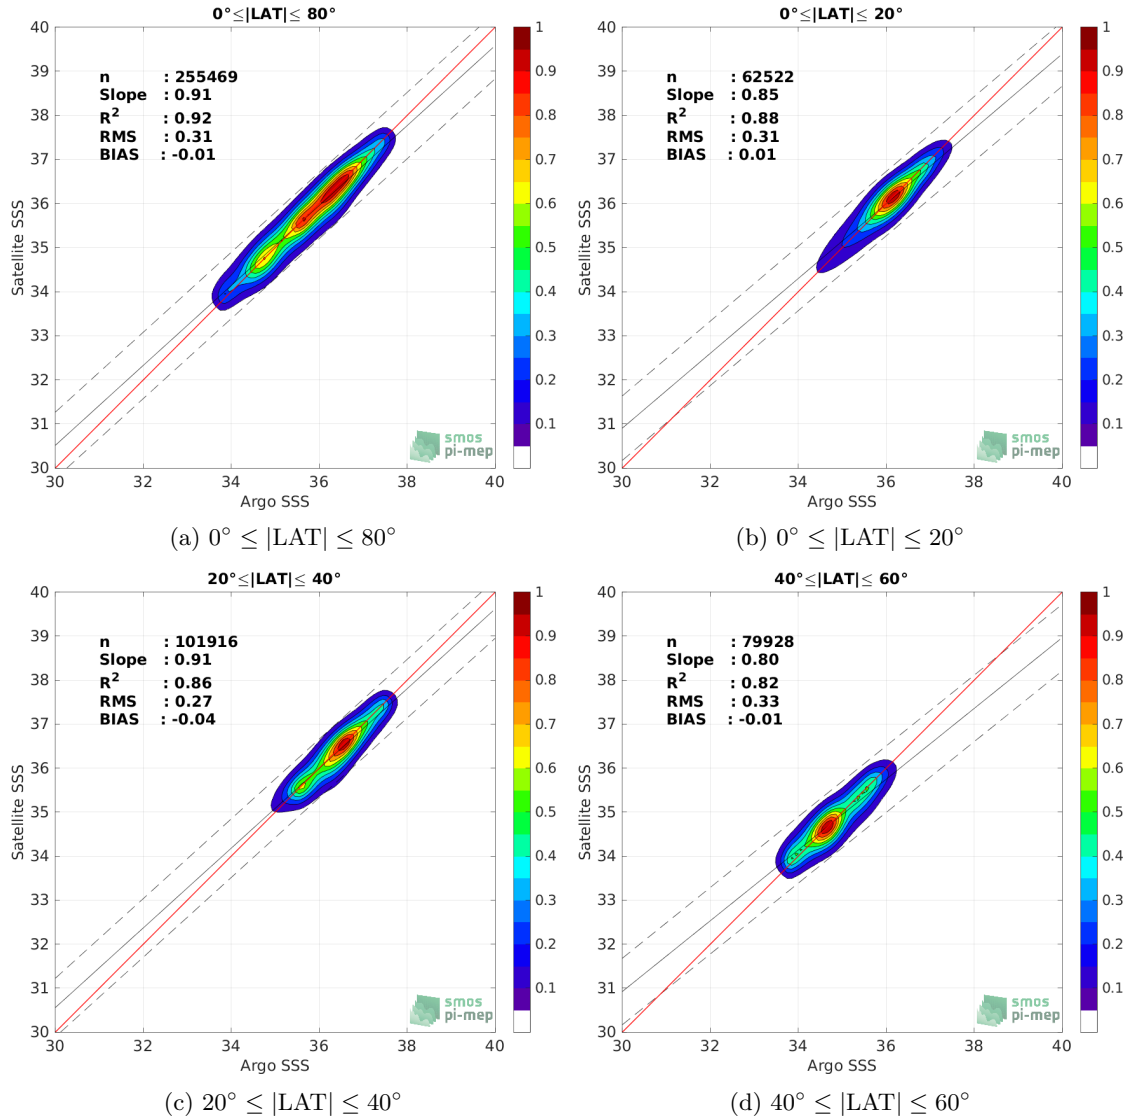 0°≤|LAT|≤ 80°
40
39
38
37
36
35
34
33
32
31
30
Satellite SSS
n : 255469
Slope : 0.91
R² : 0.92
RMS : 0.31
BIAS : -0.01
smos
pi-mep
30 32 34 36 38 40
Argo SSS
1
0.9
0.8
0.7
0.6
0.5
0.4
0.3
0.2
0.1
(a) 0° ≤ |LAT| ≤ 80°
0°≤|LAT|≤ 20°
40
39
38
37
36
35
34
33
32
31
30
Satellite SSS
n : 62522
Slope : 0.85
R² : 0.88
RMS : 0.31
BIAS : 0.01
smos
pi-mep
30 32 34 36 38 40
Argo SSS
1
0.9
0.8
0.7
0.6
0.5
0.4
0.3
0.2
0.1
(b) 0° ≤ |LAT| ≤ 20°
20°≤|LAT|≤ 40°
40
39
38
37
36
35
34
33
32
31
30
Satellite SSS
n : 101916
Slope : 0.91
R² : 0.86
RMS : 0.27
BIAS : -0.04
smos
pi-mep
30 32 34 36 38 40
Argo SSS
1
0.9
0.8
0.7
0.6
0.5
0.4
0.3
0.2
0.1
(c) 20° ≤ |LAT| ≤ 40°
40°≤|LAT|≤ 60°
40
39
38
37
36
35
34
33
32
31
30
Satellite SSS
n : 79928
Slope : 0.80
R² : 0.82
RMS : 0.33
BIAS : -0.01
smos
pi-mep
30 32 34 36 38 40
Argo SSS
1
0.9
0.8
0.7
0.6
0.5
0.4
0.3
0.2
0.1
(d) 40° ≤ |LAT| ≤ 60°